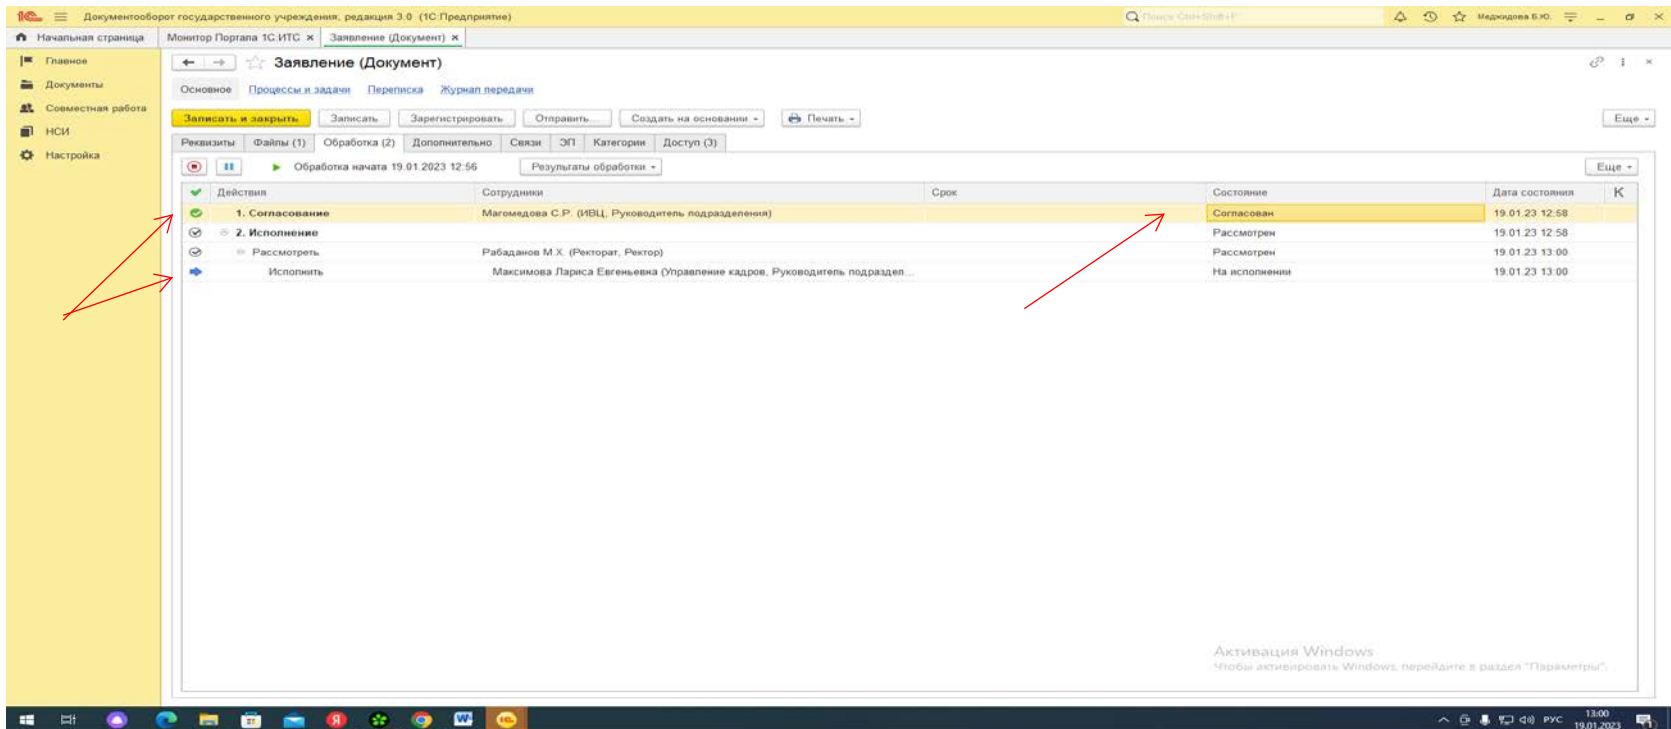 1С Документооборот государственного учреждения, редакция 3.0 (1С:Предприятие) Поиск Ctrl+Shift+F Меджидова Б.Ю.
Начальная страница Монитор Портала 1С:ИТС × Заявление (Документ) ×
Главное
Документы
Совместная работа
НСИ
Настройка
Заявление (Документ)
Основное Процессы и задачи Переписка Журнал передачи
Записать и закрыть Записать Зарегистрировать Отправить... Создать на основании Печать Еще
Реквизиты Файлы (1) Обработка (2) Дополнительно Связи ЭП Категории Доступ (3)
Обработка начата 19.01.2023 12:56 Результаты обработки Еще
Действия Сотрудники Срок Состояние Дата состояния К
1. Согласование Магомедова С.Р. (ИВЦ, Руководитель подразделения) Согласован 19.01.23 12:58
2. Исполнение Рассмотрен 19.01.23 12:58
Рассмотреть Рабаданов М.Х. (Ректорат, Ректор) Рассмотрен 19.01.23 13:00
Исполнить Максимова Лариса Евгеньевна (Управление кадров, Руководитель подраздел... На исполнении 19.01.23 13:00
Активация Windows
Чтобы активировать Windows, перейдите в раздел "Параметры".
РУС 13:00
19.01.2023